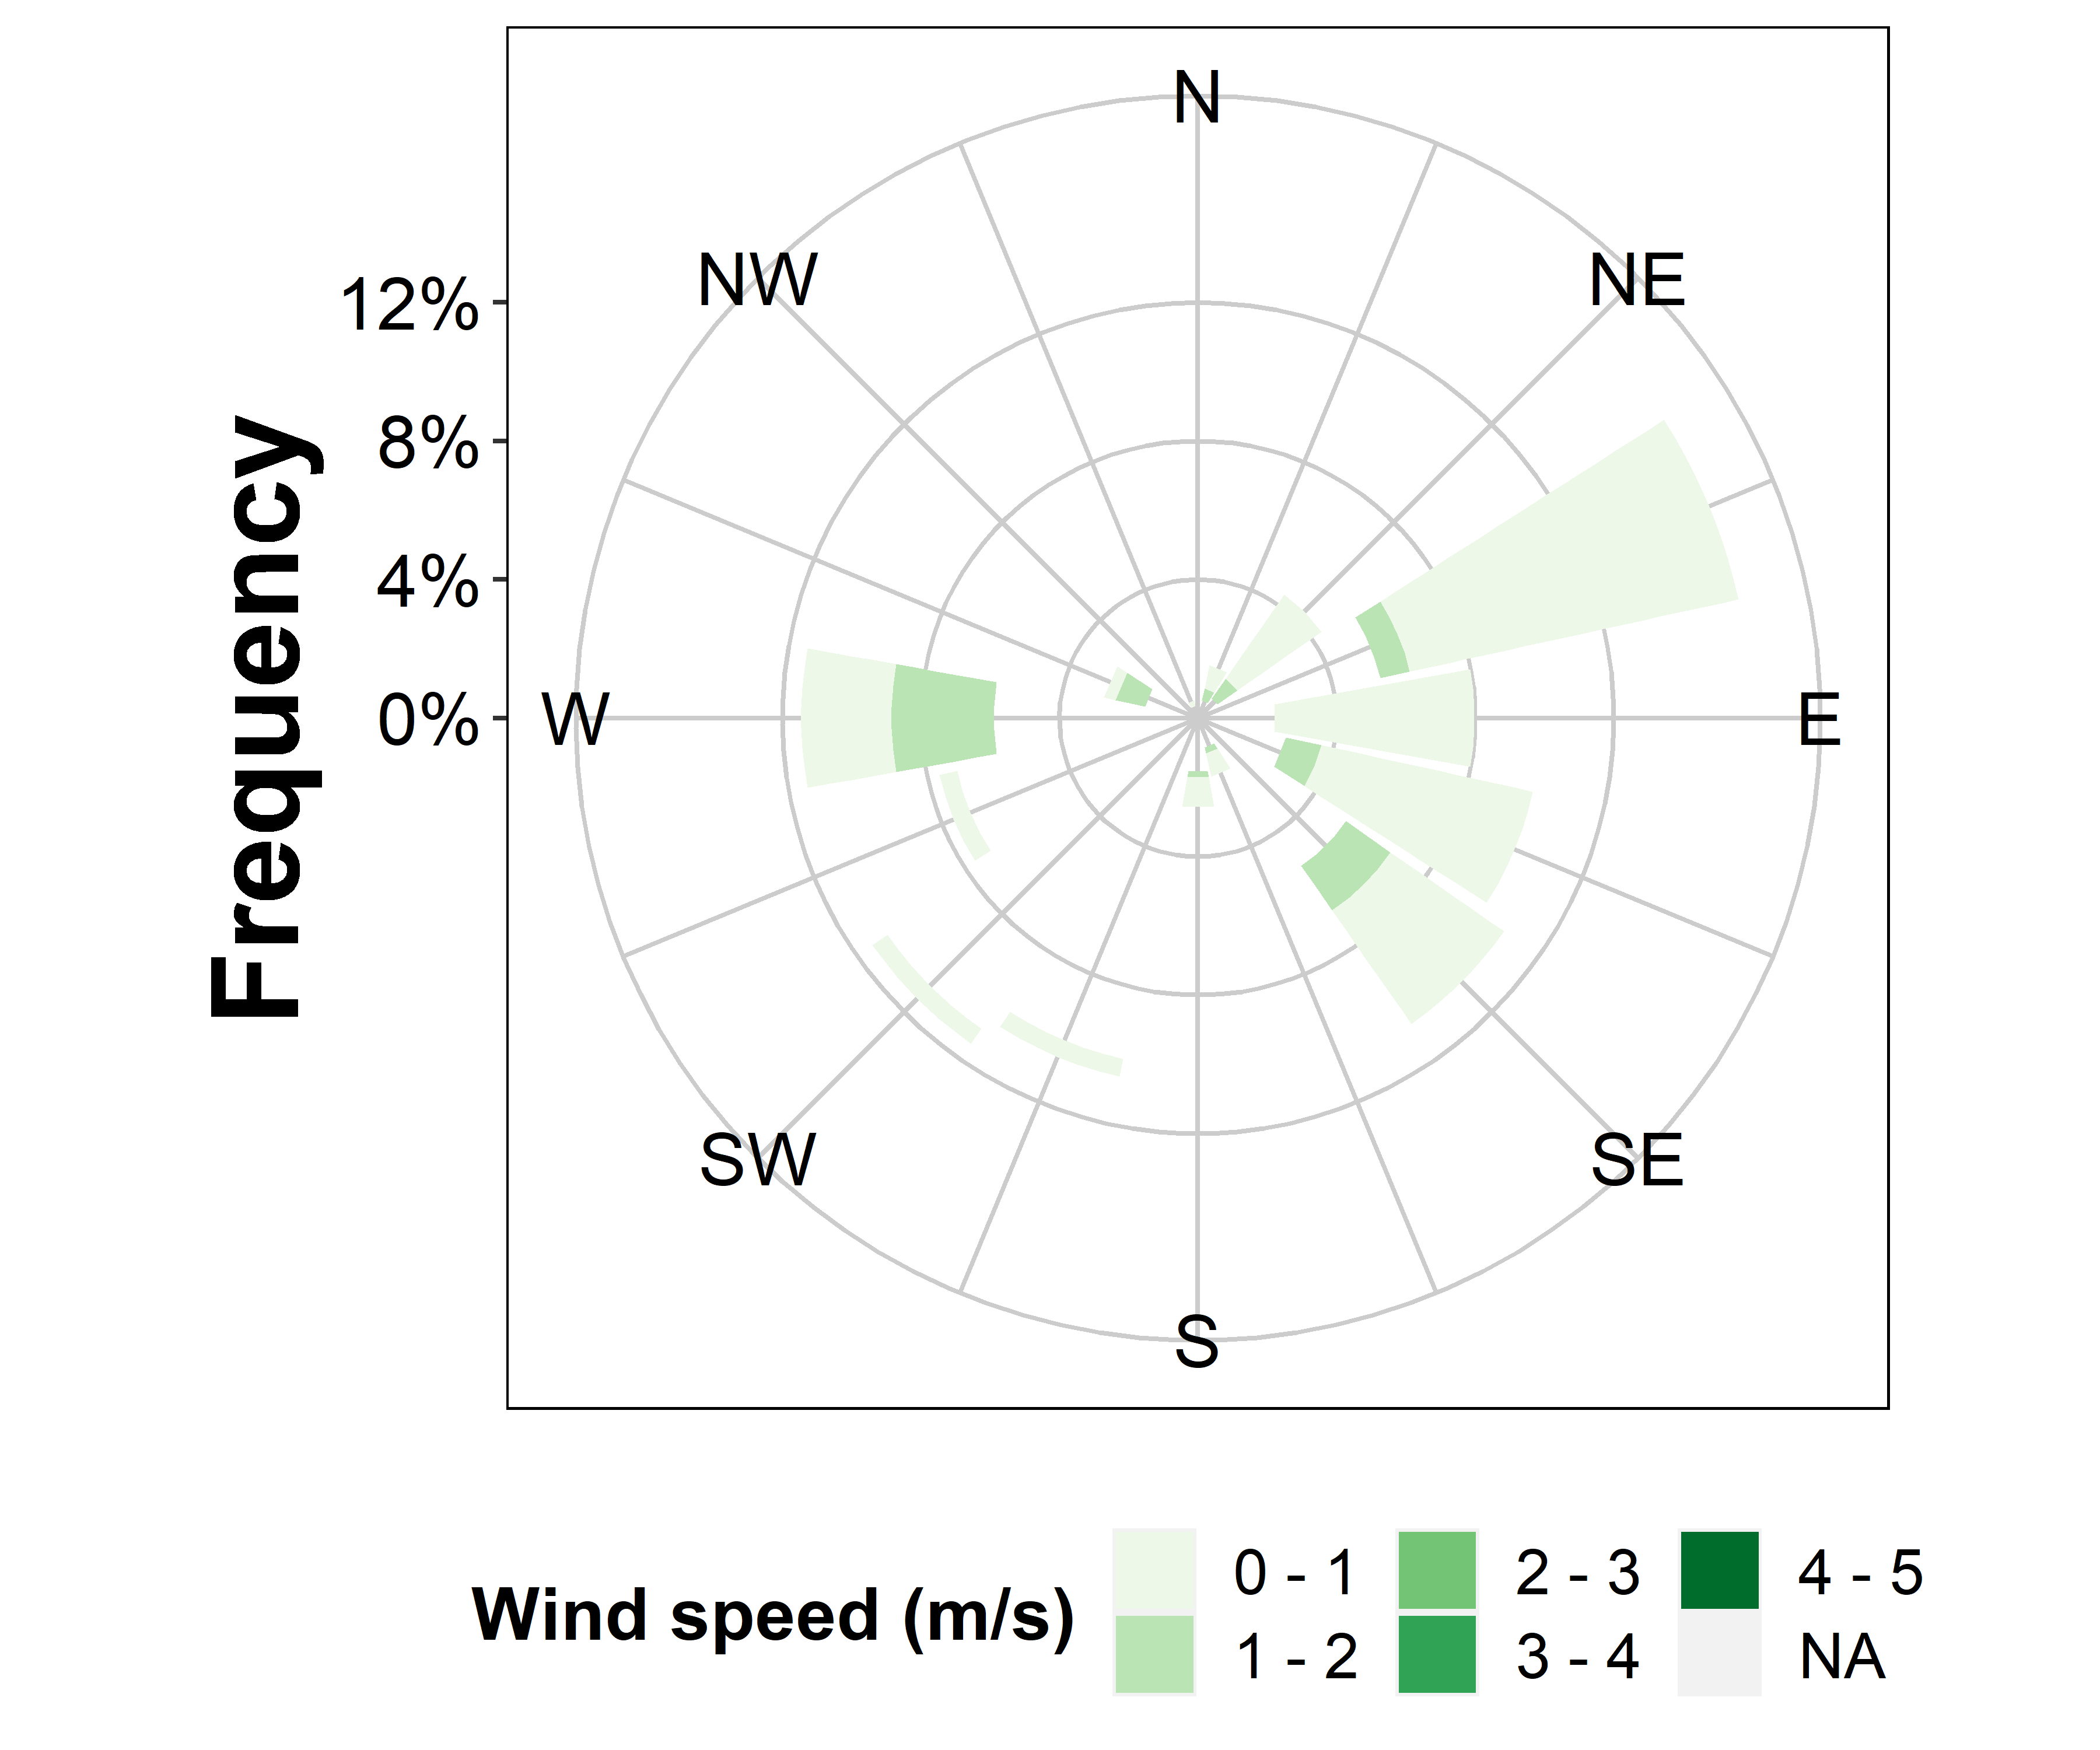 Frequency
12%
8%
4%
0%
N
NW
NE
W
E
SW
SE
S
Wind speed (m/s)
0 - 1
2 - 3
4 - 5
1 - 2
3 - 4
NA